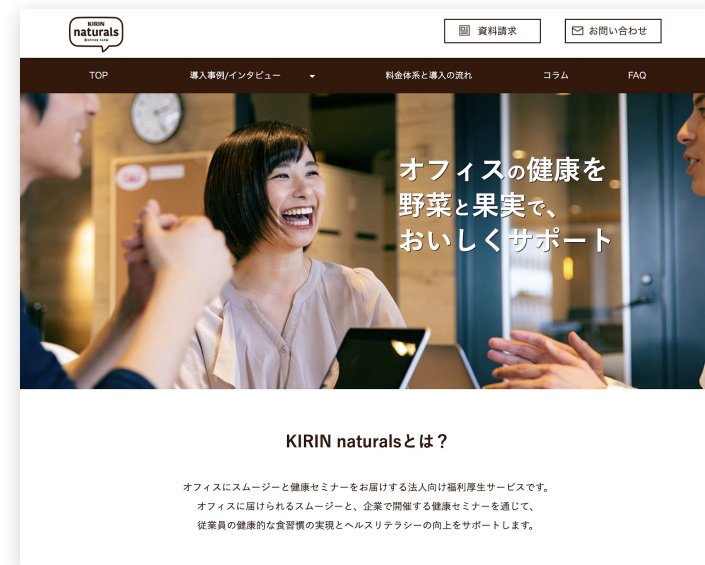 KIRIN
naturals
資料請求
お問い合わせ
TOP
導入事例/インタビュー
料金体系と導入の流れ
コラム
FAQ
オフィスの健康を
野菜と果実で、
おいしくサポート
KIRIN naturalsとは？
オフィスにスムージーと健康セミナーをお届けする法人向け福利厚生サービスです。
オフィスに届けられるスムージーと、企業で開催する健康セミナーを通じて、
従業員の健康的な食習慣の実現とヘルスリテラシーの向上をサポートします。